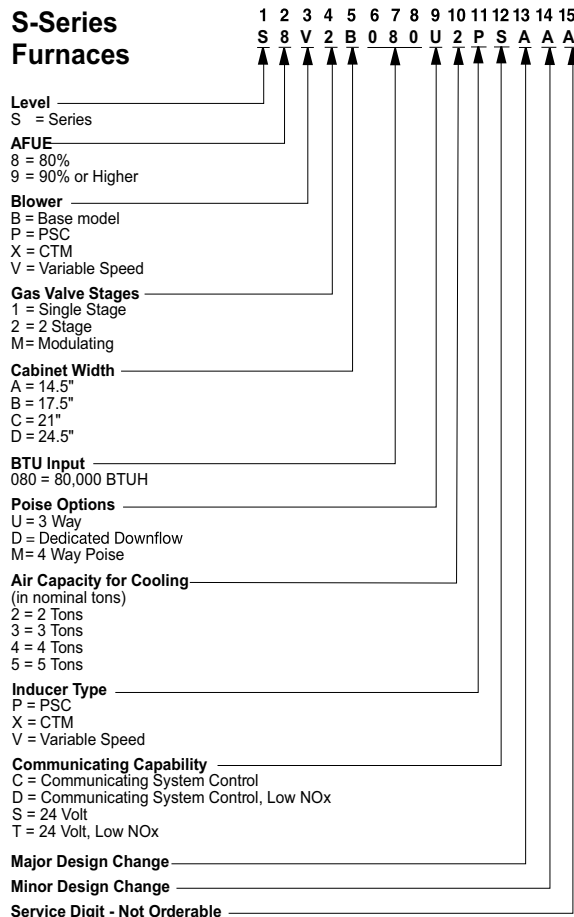 S-Series
Furnaces
1 2 3 4 5 6 7 8 9 10 11 12 13 14 15
S 8 V 2 B 0 8 0 U 2 P S A A A
Level
S = Series
AFUE
8 = 80%
9 = 90% or Higher
Blower
B = Base model
P = PSC
X = CTM
V = Variable Speed
Gas Valve Stages
1 = Single Stage
2 = 2 Stage
M= Modulating
Cabinet Width
A = 14.5"
B = 17.5"
C = 21"
D = 24.5"
BTU Input
080 = 80,000 BTUH
Poise Options
U = 3 Way
D = Dedicated Downflow
M= 4 Way Poise
Air Capacity for Cooling
(in nominal tons)
2 = 2 Tons
3 = 3 Tons
4 = 4 Tons
5 = 5 Tons
Inducer Type
P = PSC
X = CTM
V = Variable Speed
Communicating Capability
C = Communicating System Control
D = Communicating System Control, Low NOx
S = 24 Volt
T = 24 Volt, Low NOx
Major Design Change
Minor Design Change
Service Digit - Not Orderable